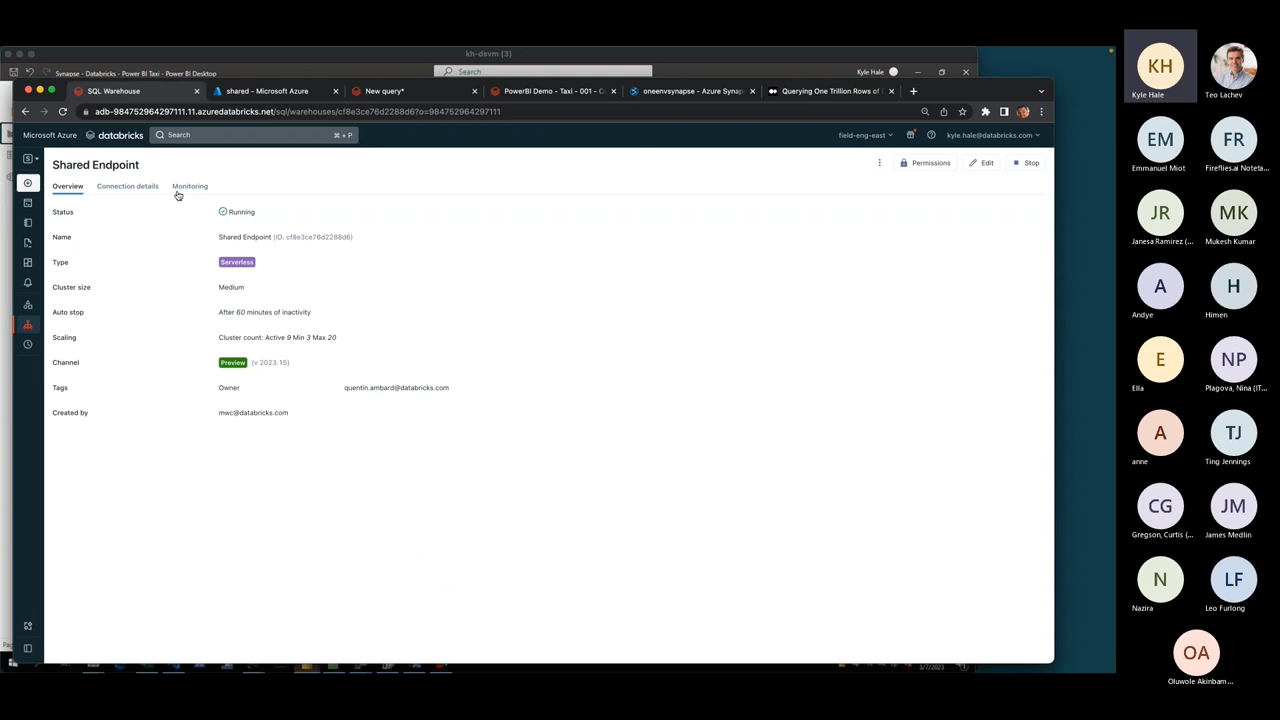 kh-dsvm (3)
Synapse - Databricks - Power BI Taxi - Power BI Desktop
Search
Kyle Hale
SQL Warehouse
shared - Microsoft Azure
New query*
PowerBI Demo - Taxi - 001 - C
oneenvsynapse - Azure Synap
Querying One Trillion Rows of
adb-984752964297111.11.azuredatabricks.net/sql/warehouses/cf8e3ce76d2288d6?o=984752964297111
Microsoft Azure
databricks
Search
⌘ + P
field-eng-east
kyle.hale@databricks.com
Shared Endpoint
Permissions
Edit
Stop
Overview
Connection details
Monitoring
Status
Running
Name
Shared Endpoint (ID: cf8e3ce76d2288d6)
Type
Serverless
Cluster size
Medium
Auto stop
After 60 minutes of inactivity
Scaling
Cluster count: Active 9 Min 3 Max 20
Channel
Preview (v 2023.15)
Tags
Owner
quentin.ambard@databricks.com
Created by
mwc@databricks.com
3/7/2023
KH
Kyle Hale
Teo Lachev
EM
Emmanuel Miot
FR
Fireflies.ai Noteta...
JR
Janesa Ramirez (...
MK
Mukesh Kumar
A
Andye
H
Himen
E
Ella
NP
Plagova, Nina (IT...
A
anne
TJ
Ting Jennings
CG
Gregson, Curtis (...
JM
James Medlin
N
Nazira
LF
Leo Furlong
OA
Oluwole Akinbam...